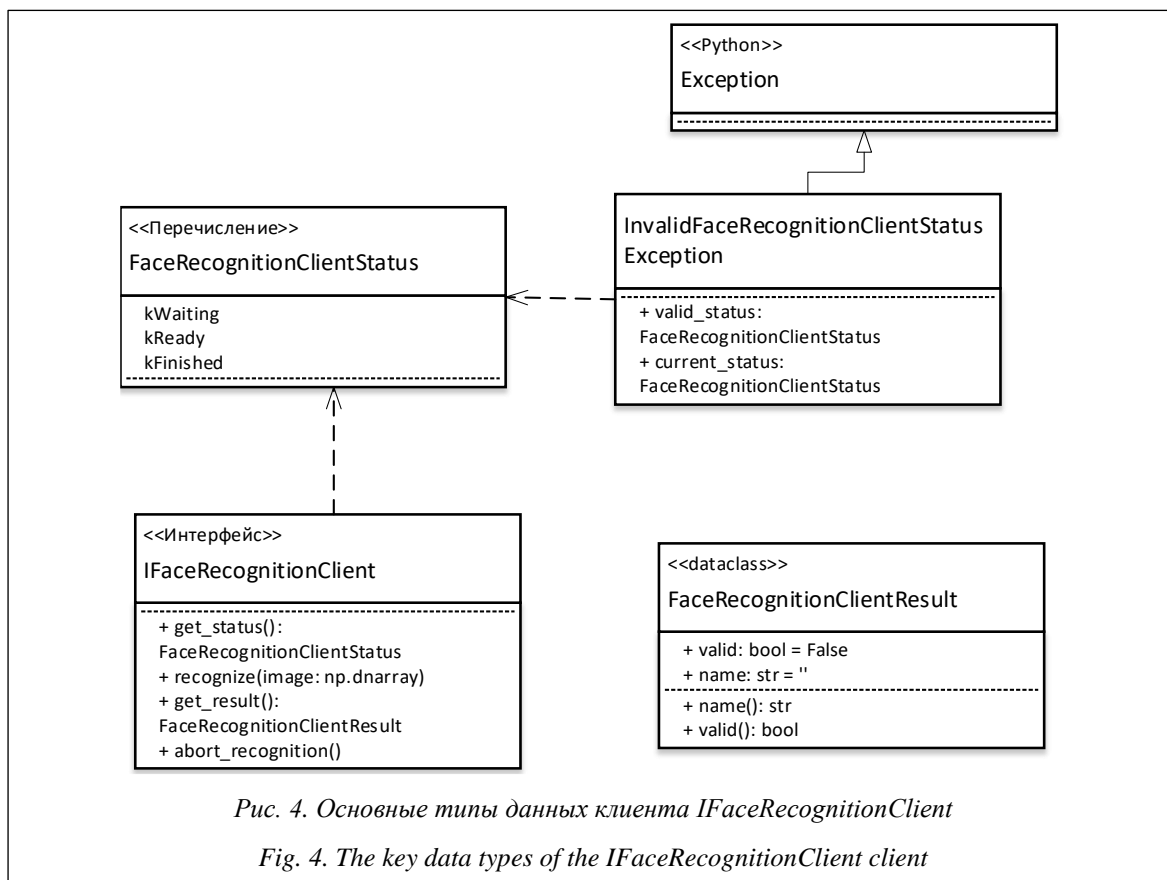 <<Python>>
Exception
<<Перечисление>>
FaceRecognitionClientStatus
kWaiting
kReady
kFinished
InvalidFaceRecognitionClientStatus
Exception
+ valid_status:
FaceRecognitionClientStatus
+ current_status:
FaceRecognitionClientStatus
<<Интерфейс>>
IFaceRecognitionClient
+ get_status():
FaceRecognitionClientStatus
+ recognize(image: np.dnarray)
+ get_result():
FaceRecognitionClientResult
+ abort_recognition()
<<dataclass>>
FaceRecognitionClientResult
+ valid: bool = False
+ name: str = ''
+ name(): str
+ valid(): bool
Рис. 4. Основные типы данных клиента IFaceRecognitionClient
Fig. 4. The key data types of the IFaceRecognitionClient client